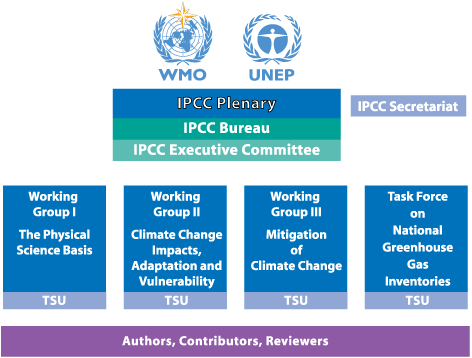 WMO
UNEP
IPCC Plenary
IPCC Secretariat
IPCC Bureau
IPCC Executive Committee
Working
Group I
The Physical
Science Basis
TSU
Working
Group II
Climate Change
Impacts,
Adaptation and
Vulnerability
TSU
Working
Group III
Mitigation
of
Climate Change
TSU
Task Force
on
National
Greenhouse
Gas
Inventories
TSU
Authors, Contributors, Reviewers